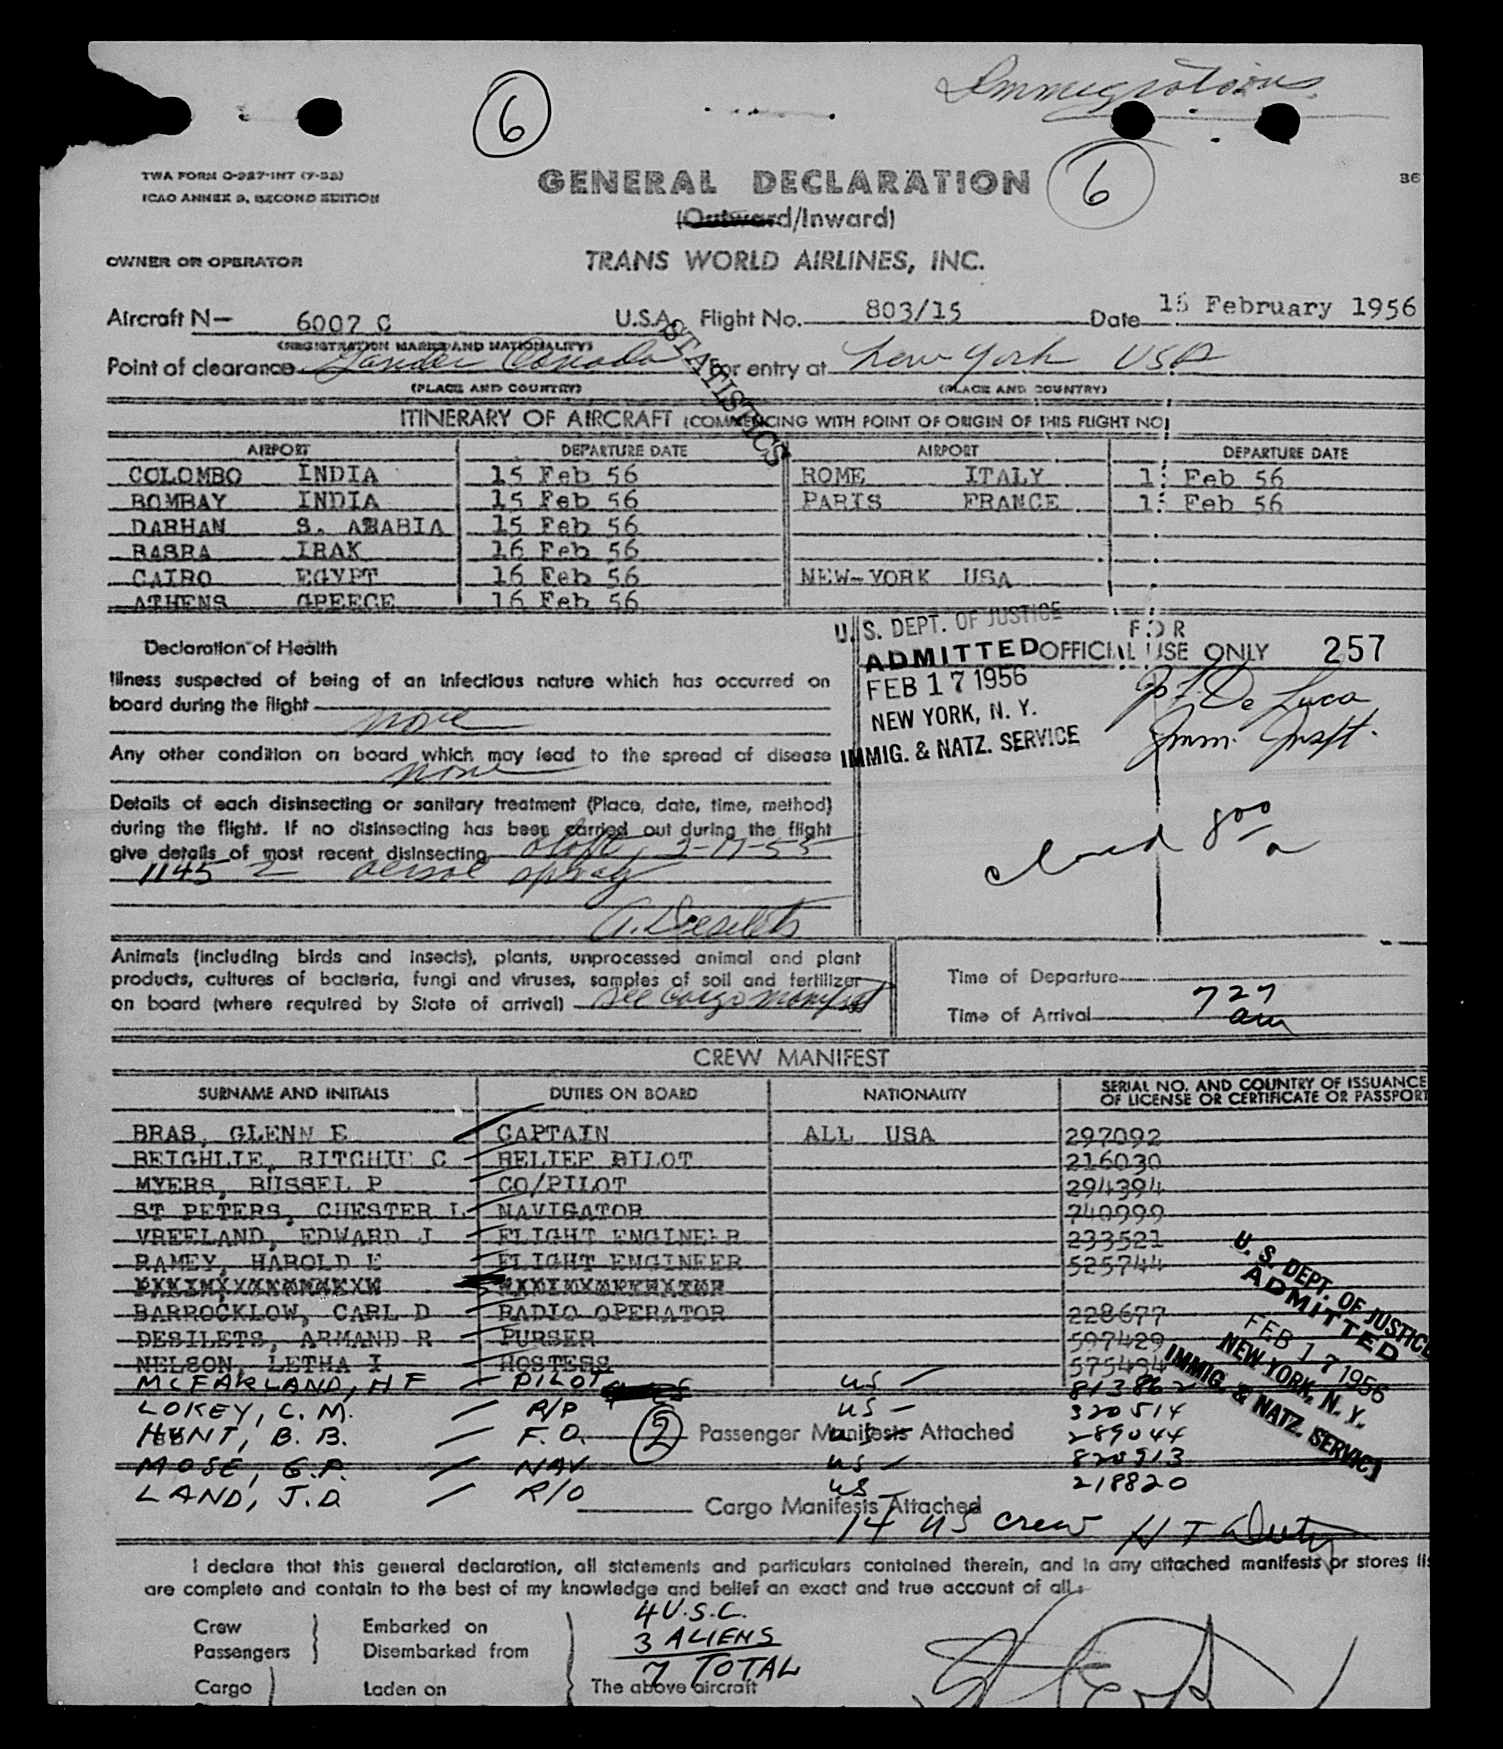 Immigrations
6
TWA FORM O-927-INT (7-53)
ICAO ANNEX 9, SECOND EDITION
GENERAL DECLARATION
6
36
(Outward/Inward)
OWNER OR OPERATOR
TRANS WORLD AIRLINES, INC.
Aircraft N— 6007 C U.S.A. Flight No. 803/15 Date 15 February 1956
(REGISTRATION MARKS AND NATIONALITY)
STATISTICS
Point of clearance Gander Canada For entry at New York USA
(PLACE AND COUNTRY) (PLACE AND COUNTRY)
ITINERARY OF AIRCRAFT (COMMENCING WITH POINT OF ORIGIN OF THIS FLIGHT NO)
AIRPORT DEPARTURE DATE AIRPORT DEPARTURE DATE
COLOMBO INDIA 15 Feb 56 ROME ITALY Feb 56
BOMBAY INDIA 15 Feb 56 PARIS FRANCE Feb 56
DARHAN S. ARABIA 15 Feb 56
BASRA IRAK 16 Feb 56
CAIRO EGYPT 16 Feb 56 NEW-YORK USA
ATHENS GREECE 16 Feb 56
U.S. DEPT. OF JUSTICE
ADMITTED
FEB 17 1956
NEW YORK, N. Y.
IMMIG. & NATZ. SERVICE
FOR
OFFICIAL USE ONLY 257
De Luca
Imm. Inspt.
Declaration of Health
Illness suspected of being of an infectious nature which has occurred on
board during the flight
none
Any other condition on board which may lead to the spread of disease
none
Details of each disinsecting or sanitary treatment (Place, date, time, method)
during the flight. If no disinsecting has been carried out during the flight
give details of most recent disinsecting 2-17-55
1145 Z aerosol spray
A. Desilets
800
a
Animals (including birds and insects), plants, unprocessed animal and plant
products, cultures of bacteria, fungi and viruses, samples of soil and fertilizer
on board (where required by State of arrival) See Cargo Manifest
Time of Departure
Time of Arrival 727
am
CREW MANIFEST
SURNAME AND INITIALS DUTIES ON BOARD NATIONALITY SERIAL NO. AND COUNTRY OF ISSUANCE
OF LICENSE OR CERTIFICATE OR PASSPORT
BRAS, GLENN E CAPTAIN ALL USA 297092
BEIGHLIE, RITCHIE C RELIEF PILOT 216030
MYERS, RUSSEL P CO/PILOT 294394
ST PETERS, CHESTER L NAVIGATOR 740999
VREELAND, EDWARD J FLIGHT ENGINEER 233521
RAMEY, HAROLD E FLIGHT ENGINEER 525744
BARROCKLOW, CARL D RADIO OPERATOR 228677
DESILETS, ARMAND R PURSER 597429
NELSON, LETHA I HOSTESS 575494
McFARLAND, H F PILOT US 813862
LOKEY, C. M. R/P US 320514
HUNT, B. B. F.O. US 289044
MOSE, G.P. NAV US 820913
LAND, J.D. R/O US 218820
U. S. DEPT. OF JUSTICE
ADMITTED
FEB 17 1956
NEW YORK, N. Y.
IMMIG. & NATZ. SERVICE
2 Passenger Manifests Attached
Cargo Manifests Attached
14 US crew
I declare that this general declaration, all statements and particulars contained therein, and in any attached manifests or stores lis
are complete and contain to the best of my knowledge and belief an exact and true account of all:
4 U.S.C.
3 ALIENS
7 TOTAL
Crew Embarked on
Passengers Disembarked from
Cargo Laden on The above aircraft